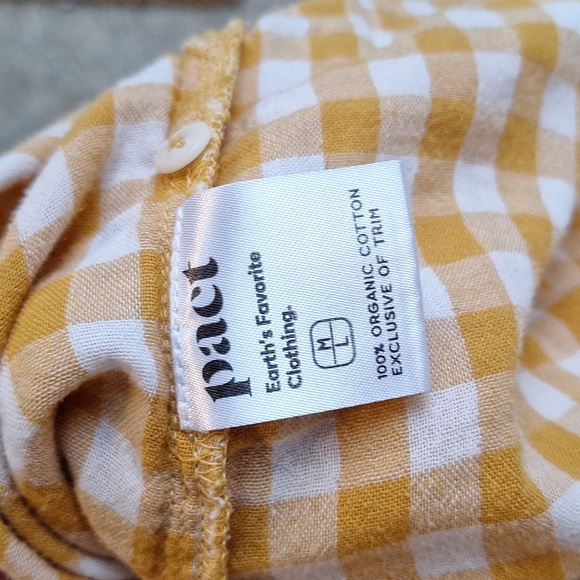 pact
Earth's Favorite
Clothing.
M
L
100% ORGANIC COTTON
EXCLUSIVE OF TRIM